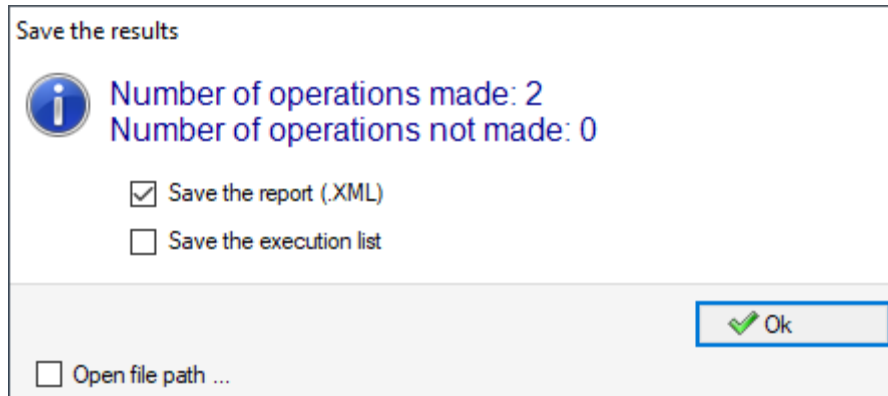 Save the results
Number of operations made: 2
Number of operations not made: 0
Save the report (.XML)
Save the execution list
Ok
Open file path ...